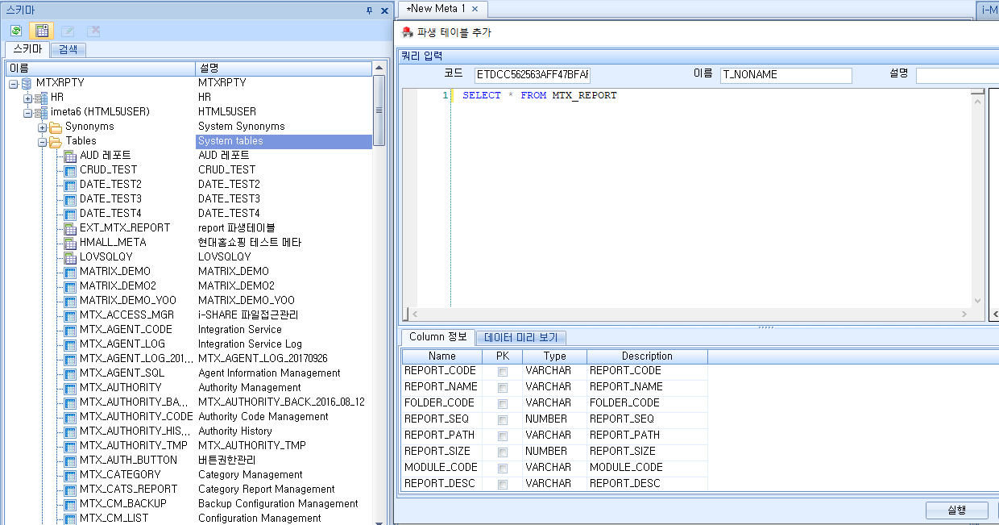 스키마
스키마 검색
이름 설명
MTXRPTY MTXRPTY
HR HR
imeta6 (HTML5USER) HTML5USER
Synonyms System Synonyms
Tables System tables
AUD 레포트 AUD 레포트
CRUD_TEST CRUD_TEST
DATE_TEST2 DATE_TEST2
DATE_TEST3 DATE_TEST3
DATE_TEST4 DATE_TEST4
EXT_MTX_REPORT report 파생테이블
HMALL_META 현대홈쇼핑 테스트 메타
LOVSQLQY LOVSQLQY
MATRIX_DEMO MATRIX_DEMO
MATRIX_DEMO2 MATRIX_DEMO2
MATRIX_DEMO_YOO MATRIX_DEMO_YOO
MTX_ACCESS_MGR i-SHARE 파일접근관리
MTX_AGENT_CODE Integration Service
MTX_AGENT_LOG Integration Service Log
MTX_AGENT_LOG_201... MTX_AGENT_LOG_20170926
MTX_AGENT_SQL Agent Information Management
MTX_AUTHORITY Authority Management
MTX_AUTHORITY_BA... MTX_AUTHORITY_BACK_2016_08_12
MTX_AUTHORITY_CODE Authority Code Management
MTX_AUTHORITY_HIS... Authority History
MTX_AUTHORITY_TMP MTX_AUTHORITY_TMP
MTX_AUTH_BUTTON 버튼권한관리
MTX_CATEGORY Category Management
MTX_CATS_REPORT Category Report Management
MTX_CM_BACKUP Backup Configuration Management
MTX_CM_LIST Configuration Management
*New Meta 1
i-M
파생 테이블 추가
쿼리 입력
코드 ETDCC562563AFF47BFAI 이름 T_NONAME 설명
1 SELECT * FROM MTX_REPORT
Column 정보 데이터 미리 보기
Name PK Type Description
REPORT_CODE VARCHAR REPORT_CODE
REPORT_NAME VARCHAR REPORT_NAME
FOLDER_CODE VARCHAR FOLDER_CODE
REPORT_SEQ NUMBER REPORT_SEQ
REPORT_PATH VARCHAR REPORT_PATH
REPORT_SIZE NUMBER REPORT_SIZE
MODULE_CODE VARCHAR MODULE_CODE
REPORT_DESC VARCHAR REPORT_DESC
실행